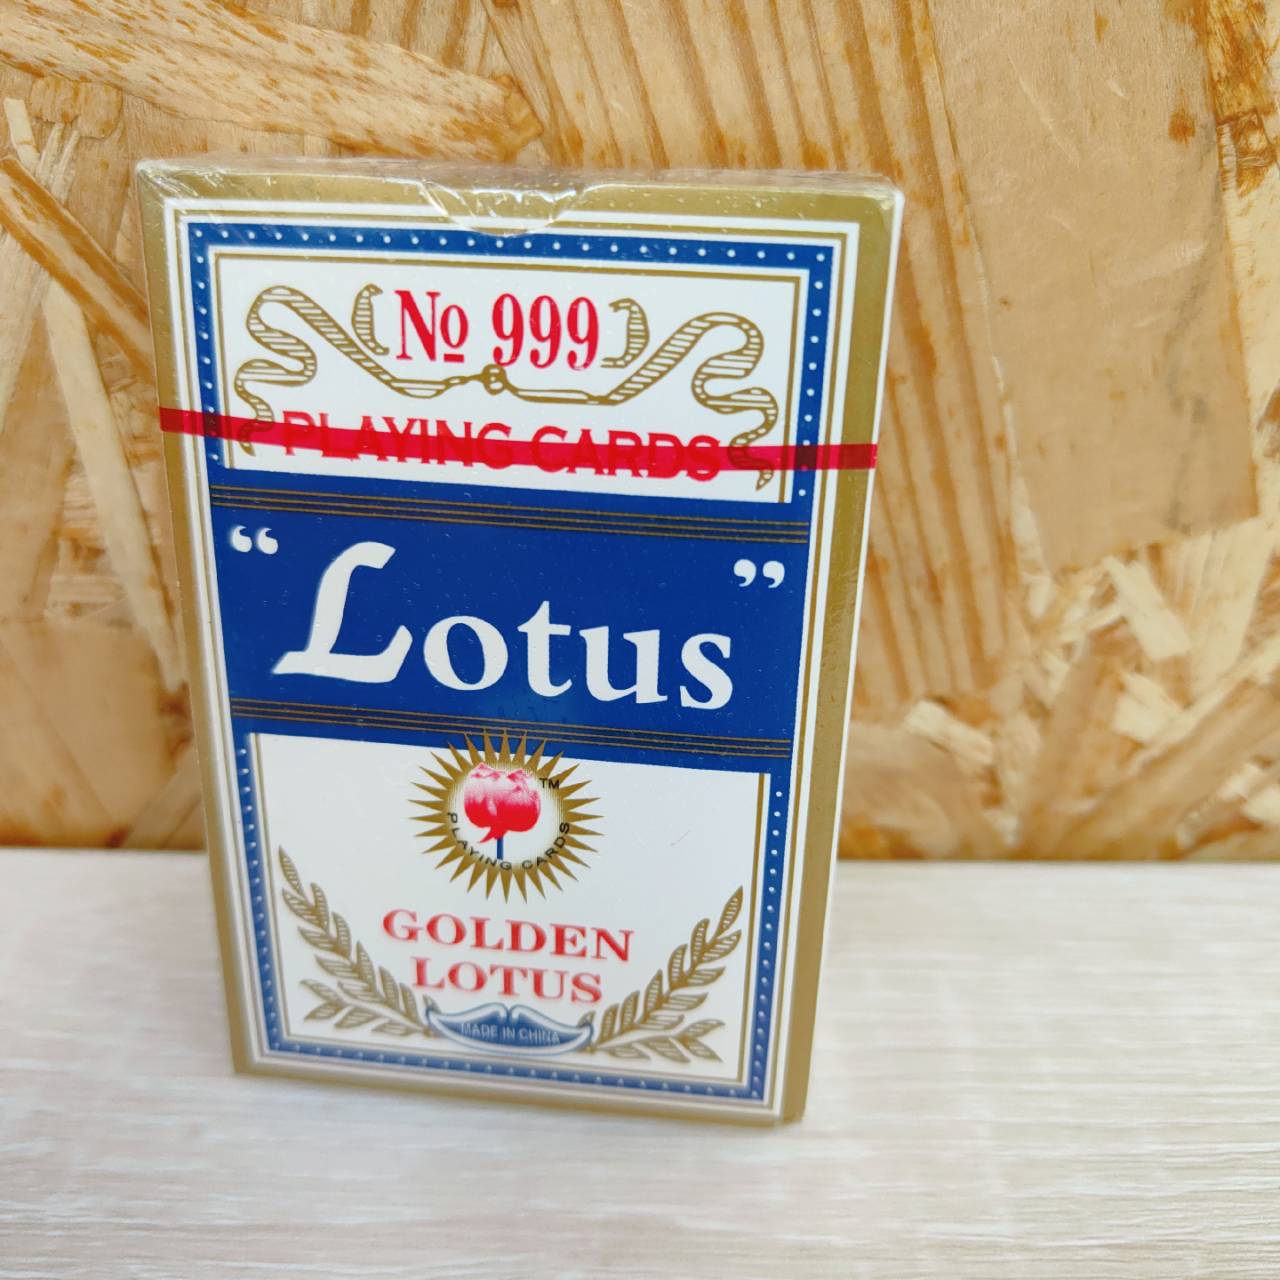 (No 999)
PLAYING CARDS
“Lotus”
TM
PLAYING CARDS
GOLDEN
LOTUS
MADE IN CHINA